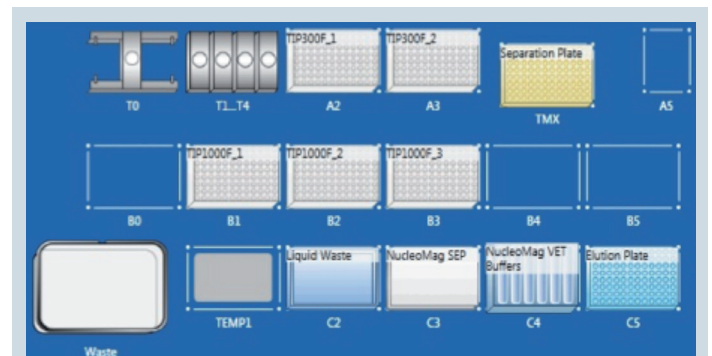 TIP300F_1
TIP300F_2
Separation Plate
T0
T1...T4
A2
A3
TMX
A5
TIP1000F_1
TIP1000F_2
TIP1000F_3
B0
B1
B2
B3
B4
B5
Liquid Waste
NucleoMag SEP
NucleoMag VET
Buffers
Elution Plate
TEMP1
C2
C3
C4
C5
Waste